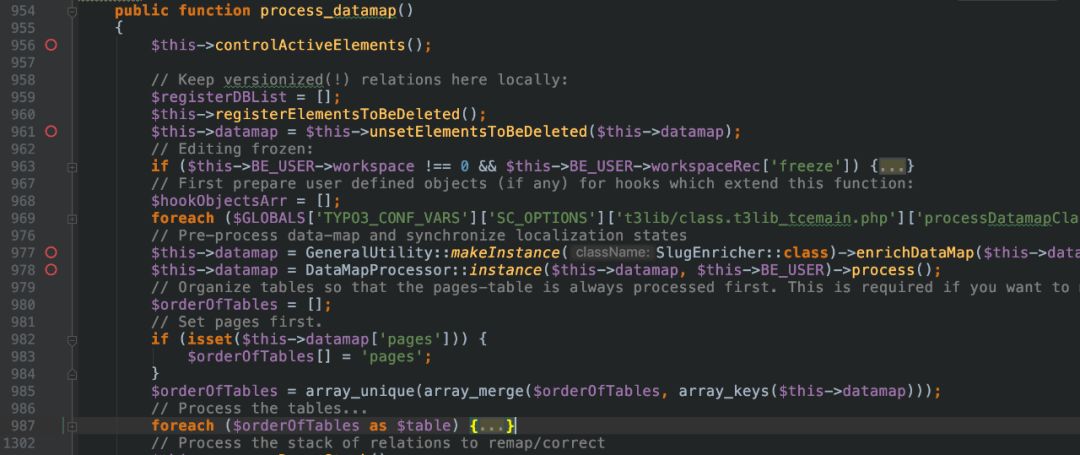 954 public function process_datamap()
955 {
956 $this->controlActiveElements();
957
958 // Keep versionized(!) relations here locally:
959 $registerDBList = [];
960 $this->registerElementsToBeDeleted();
961 $this->datamap = $this->unsetElementsToBeDeleted($this->datamap);
962 // Editing frozen:
963 if ($this->BE_USER->workspace !== 0 && $this->BE_USER->workspaceRec['freeze']) {...}
967 // First prepare user defined objects (if any) for hooks which extend this function:
968 $hookObjectsArr = [];
969 foreach ($GLOBALS['TYPO3_CONF_VARS']['SC_OPTIONS']['t3lib/class.t3lib_tcemain.php']['processDatamapCla
976 // Pre-process data-map and synchronize localization states
977 $this->datamap = GeneralUtility::makeInstance( className: SlugEnricher::class)->enrichDataMap($this->data
978 $this->datamap = DataMapProcessor::instance($this->datamap, $this->BE_USER)->process();
979 // Organize tables so that the pages-table is always processed first. This is required if you want to
980 $orderOfTables = [];
981 // Set pages first.
982 if (isset($this->datamap['pages'])) {
983 $orderOfTables[] = 'pages';
984 }
985 $orderOfTables = array_unique(array_merge($orderOfTables, array_keys($this->datamap)));
986 // Process the tables...
987 foreach ($orderOfTables as $table) {...}
1302 // Process the stack of relations to remap/correct